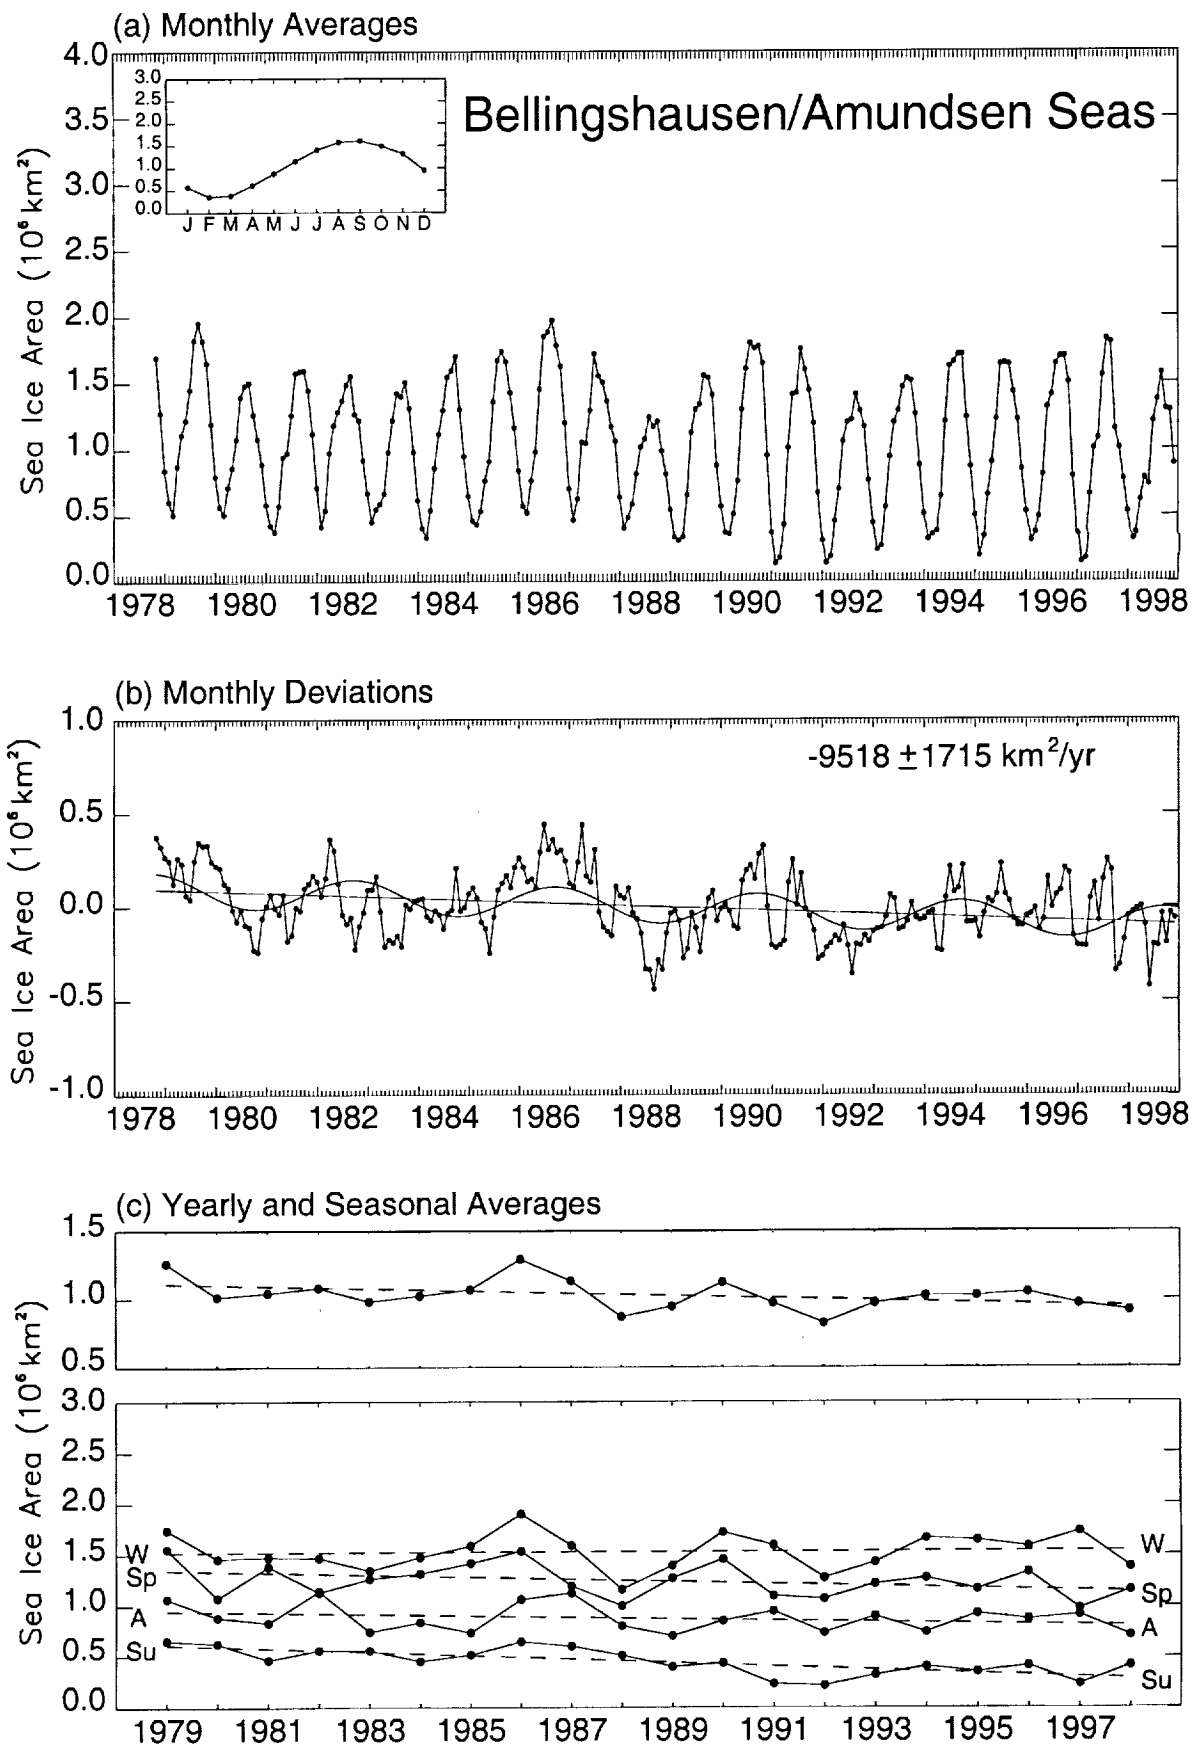 (a) Monthly Averages
4.0
3.5
3.0
2.5
2.0
1.5
1.0
0.5
0.0
Sea Ice Area (10⁶ km²)
3.0
2.5
2.0
1.5
1.0
0.5
0.0
J F M A M J J A S O N D
Bellingshausen/Amundsen Seas
1978 1980 1982 1984 1986 1988 1990 1992 1994 1996 1998
(b) Monthly Deviations
1.0
0.5
0.0
-0.5
-1.0
Sea Ice Area (10⁶ km²)
-9518 ±1715 km²/yr
1978 1980 1982 1984 1986 1988 1990 1992 1994 1996 1998
(c) Yearly and Seasonal Averages
1.5
1.0
0.5
Sea Ice Area (10⁶ km²)
3.0
2.5
2.0
1.5
1.0
0.5
0.0
W
Sp
A
Su
W
Sp
A
Su
1979 1981 1983 1985 1987 1989 1991 1993 1995 1997